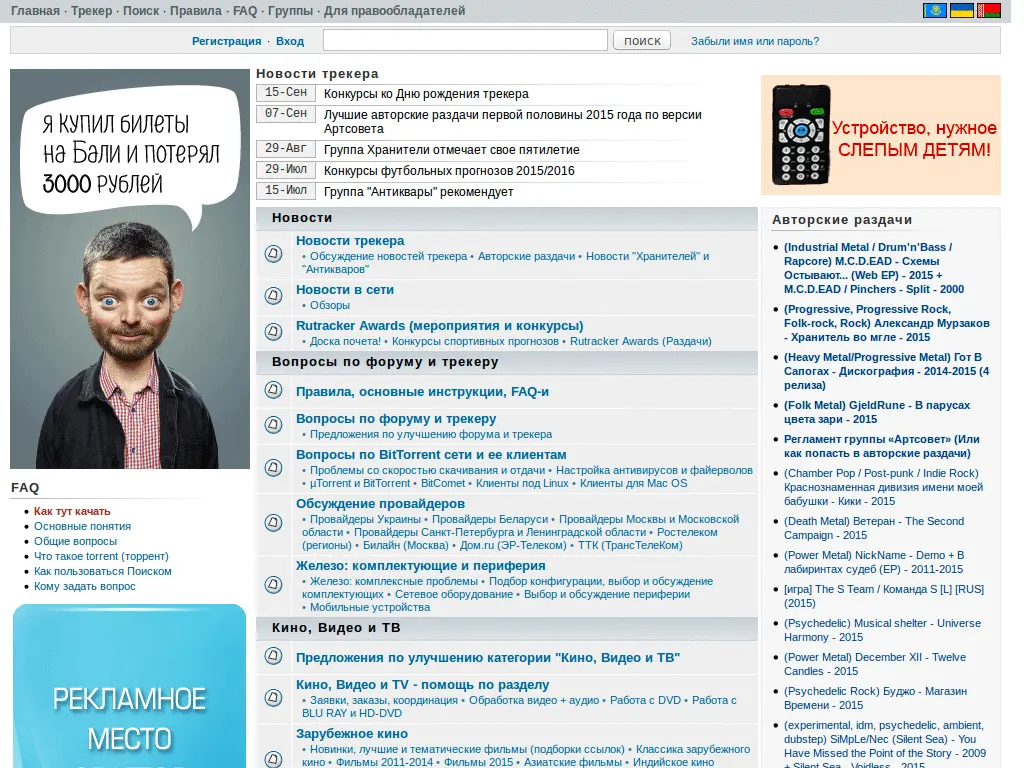 Главная · Трекер · Поиск · Правила · FAQ · Группы · Для правообладателей
Регистрация · Вход
поиск
Забыли имя или пароль?
я купил билеты
на Бали и потерял
3000 рублей
FAQ
Как тут качать
Основные понятия
Общие вопросы
Что такое torrent (торрент)
Как пользоваться Поиском
Кому задать вопрос
РЕКЛАМНОЕ
МЕСТО
Новости трекера
15-Сен Конкурсы ко Дню рождения трекера
07-Сен Лучшие авторские раздачи первой половины 2015 года по версии
Артсовета
29-Авг Группа Хранители отмечает свое пятилетие
29-Июл Конкурсы футбольных прогнозов 2015/2016
15-Июл Группа "Антиквары" рекомендует
Новости
Новости трекера
• Обсуждение новостей трекера • Авторские раздачи • Новости "Хранителей" и
"Антикваров"
Новости в сети
• Обзоры
Rutracker Awards (мероприятия и конкурсы)
• Доска почета! • Конкурсы спортивных прогнозов • Rutracker Awards (Раздачи)
Вопросы по форуму и трекеру
Правила, основные инструкции, FAQ-и
Вопросы по форуму и трекеру
• Предложения по улучшению форума и трекера
Вопросы по BitTorrent сети и ее клиентам
• Проблемы со скоростью скачивания и отдачи • Настройка антивирусов и файерволов
• µTorrent и BitTorrent • BitComet • Клиенты под Linux • Клиенты для Mac OS
Обсуждение провайдеров
• Провайдеры Украины • Провайдеры Беларуси • Провайдеры Москвы и Московской
области • Провайдеры Санкт-Петербурга и Ленинградской области • Ростелеком
(регионы) • Билайн (Москва) • Дом.ru (ЭР-Телеком) • ТТК (ТрансТелеКом)
Железо: комплектующие и периферия
• Железо: комплексные проблемы • Подбор конфигурации, выбор и обсуждение
комплектующих • Сетевое оборудование • Выбор и обсуждение периферии
• Мобильные устройства
Кино, Видео и ТВ
Предложения по улучшению категории "Кино, Видео и ТВ"
Кино, Видео и TV - помощь по разделу
• Заявки, заказы, координация • Обработка видео + аудио • Работа с DVD • Работа с
BLU RAY и HD-DVD
Зарубежное кино
• Новинки, лучшие и тематические фильмы (подборки ссылок) • Классика зарубежного
кино • Фильмы 2011-2014 • Фильмы 2015 • Азиатские фильмы • Индийское кино
Устройство, нужное
СЛЕПЫМ ДЕТЯМ!
Авторские раздачи
(Industrial Metal / Drum'n'Bass /
Rapcore) M.C.D.EAD - Схемы
Остывают... (Web EP) - 2015 +
M.C.D.EAD / Pinchers - Split - 2000
(Progressive, Progressive Rock,
Folk-rock, Rock) Александр Мурзаков
- Хранитель во мгле - 2015
(Heavy Metal/Progressive Metal) Гот В
Сапогах - Дискография - 2014-2015 (4
релиза)
(Folk Metal) GjeldRune - В парусах
цвета зари - 2015
Регламент группы «Артсовет» (Или
как попасть в авторские раздачи)
(Chamber Pop / Post-punk / Indie Rock)
Краснознаменная дивизия имени моей
бабушки - Кики - 2015
(Death Metal) Ветеран - The Second
Campaign - 2015
(Power Metal) NickName - Demo + В
лабиринтах судеб (EP) - 2011-2015
[игра] The S Team / Команда S [L] [RUS]
(2015)
(Psychedelic) Musical shelter - Universe
Harmony - 2015
(Power Metal) December XII - Twelve
Candles - 2015
(Psychedelic Rock) Буджо - Магазин
Времени - 2015
(experimental, idm, psychedelic, ambient,
dubstep) SiMpLe/Nec (Silent Sea) - You
Have Missed the Point of the Story - 2009
+ Silent Sea - Voidless - 2015